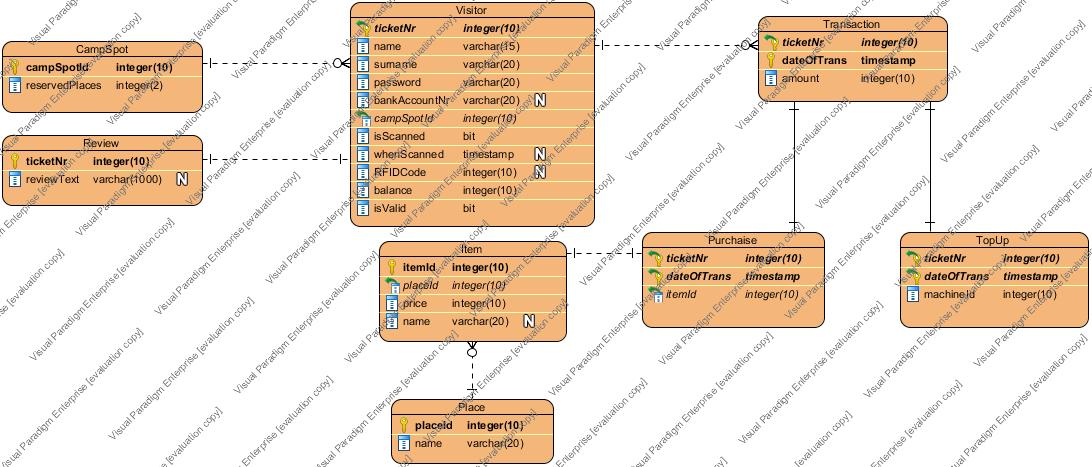 CampSpot
campSpotId integer(10)
reservedPlaces integer(2)
Review
ticketNr integer(10)
reviewText varchar(1000) N
Visitor
ticketNr integer(10)
name varchar(15)
surname varchar(20)
password varchar(20)
bankAccountNr varchar(20) N
campSpotId integer(10)
isScanned bit
whenScanned timestamp N
RFIDCode integer(10) N
balance integer(10)
isValid bit
Transaction
ticketNr integer(10)
dateOfTrans timestamp
amount integer(10)
Item
itemId integer(10)
placeId integer(10)
price integer(10)
name varchar(20) N
Purchaise
ticketNr integer(10)
dateOfTrans timestamp
itemId integer(10)
TopUp
ticketNr integer(10)
dateOfTrans timestamp
machineId integer(10)
Place
placeId integer(10)
name varchar(20)
Visual Paradigm Enterprise [evaluation copy]